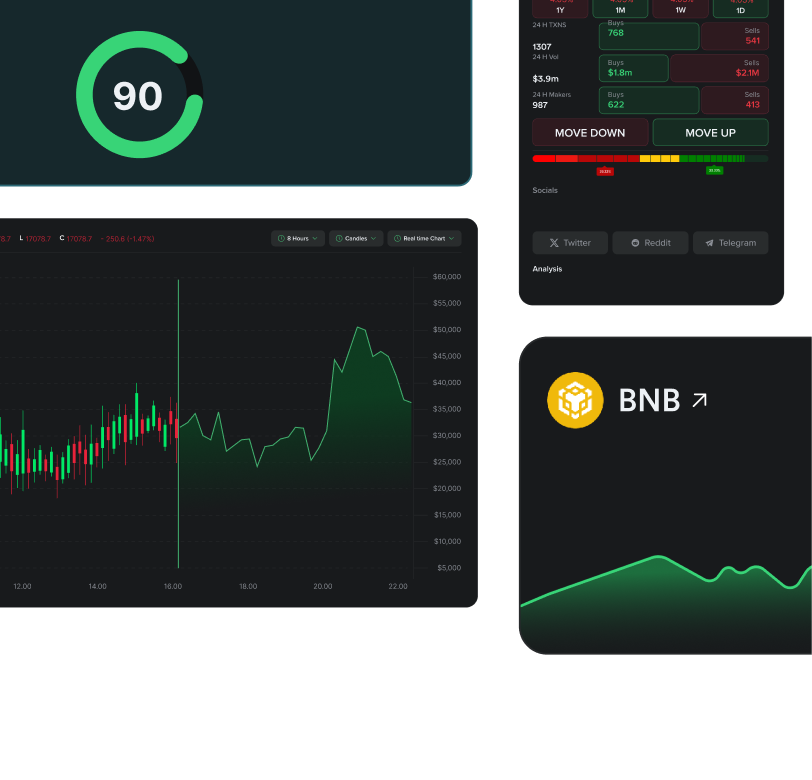 90
L 17078.7 C 17078.7 - 250.6 (-1.47%)
8 Hours
Candles
Real time Chart
$60,000
$55,000
$50,000
$45,000
$40,000
$35,000
$30,000
$25,000
$20,000
$15,000
$10,000
$5,000
12.00 14.00 16.00 18.00 20.00 22.00
1Y 1M 1W 1D
24 H TXNS
1307
Buys
768
Sells
541
24 H Vol
$3.9m
Buys
$1.8m
Sells
$2.1M
24 H Makers
987
Buys
622
Sells
413
MOVE DOWN MOVE UP
Socials
Twitter Reddit Telegram
Analysis
BNB